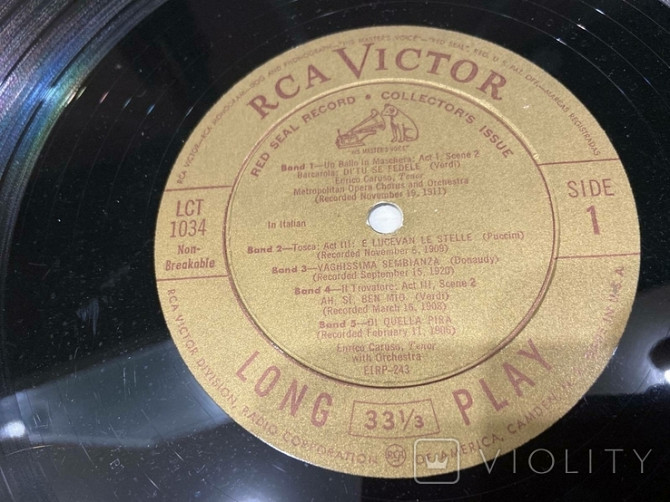 RCA VICTOR
RED SEAL RECORD • COLLECTOR'S ISSUE
"HIS MASTER'S VOICE"
Band 1—Un Ballo in Maschera: Act I, Scene 2
Barcarola: DI TU SE FEDELE (Verdi)
Enrico Caruso, Tenor
Metropolitan Opera Chorus and Orchestra
(Recorded November 19, 1911)
LCT
1034
Non-
Breakable
SIDE
1
In Italian
Band 2—Tosca: Act III: E LUCEVAN LE STELLE (Puccini)
(Recorded November 6, 1909)
Band 3—VAGHISSIMA SEMBIANZA (Donaudy)
(Recorded September 15, 1920)
Band 4—Il Trovatore: Act III, Scene 2
AH, SI, BEN MIO (Verdi)
(Recorded March 16, 1908)
Band 5—DI QUELLA PIRA
(Recorded February 11, 1906)
Enrico Caruso, Tenor
with Orchestra
E1RP-243
LONG 33⅓ PLAY
RCA VICTOR DIVISION, RADIO CORPORATION RCA OF AMERICA, CAMDEN, N.J.
VIOLITY